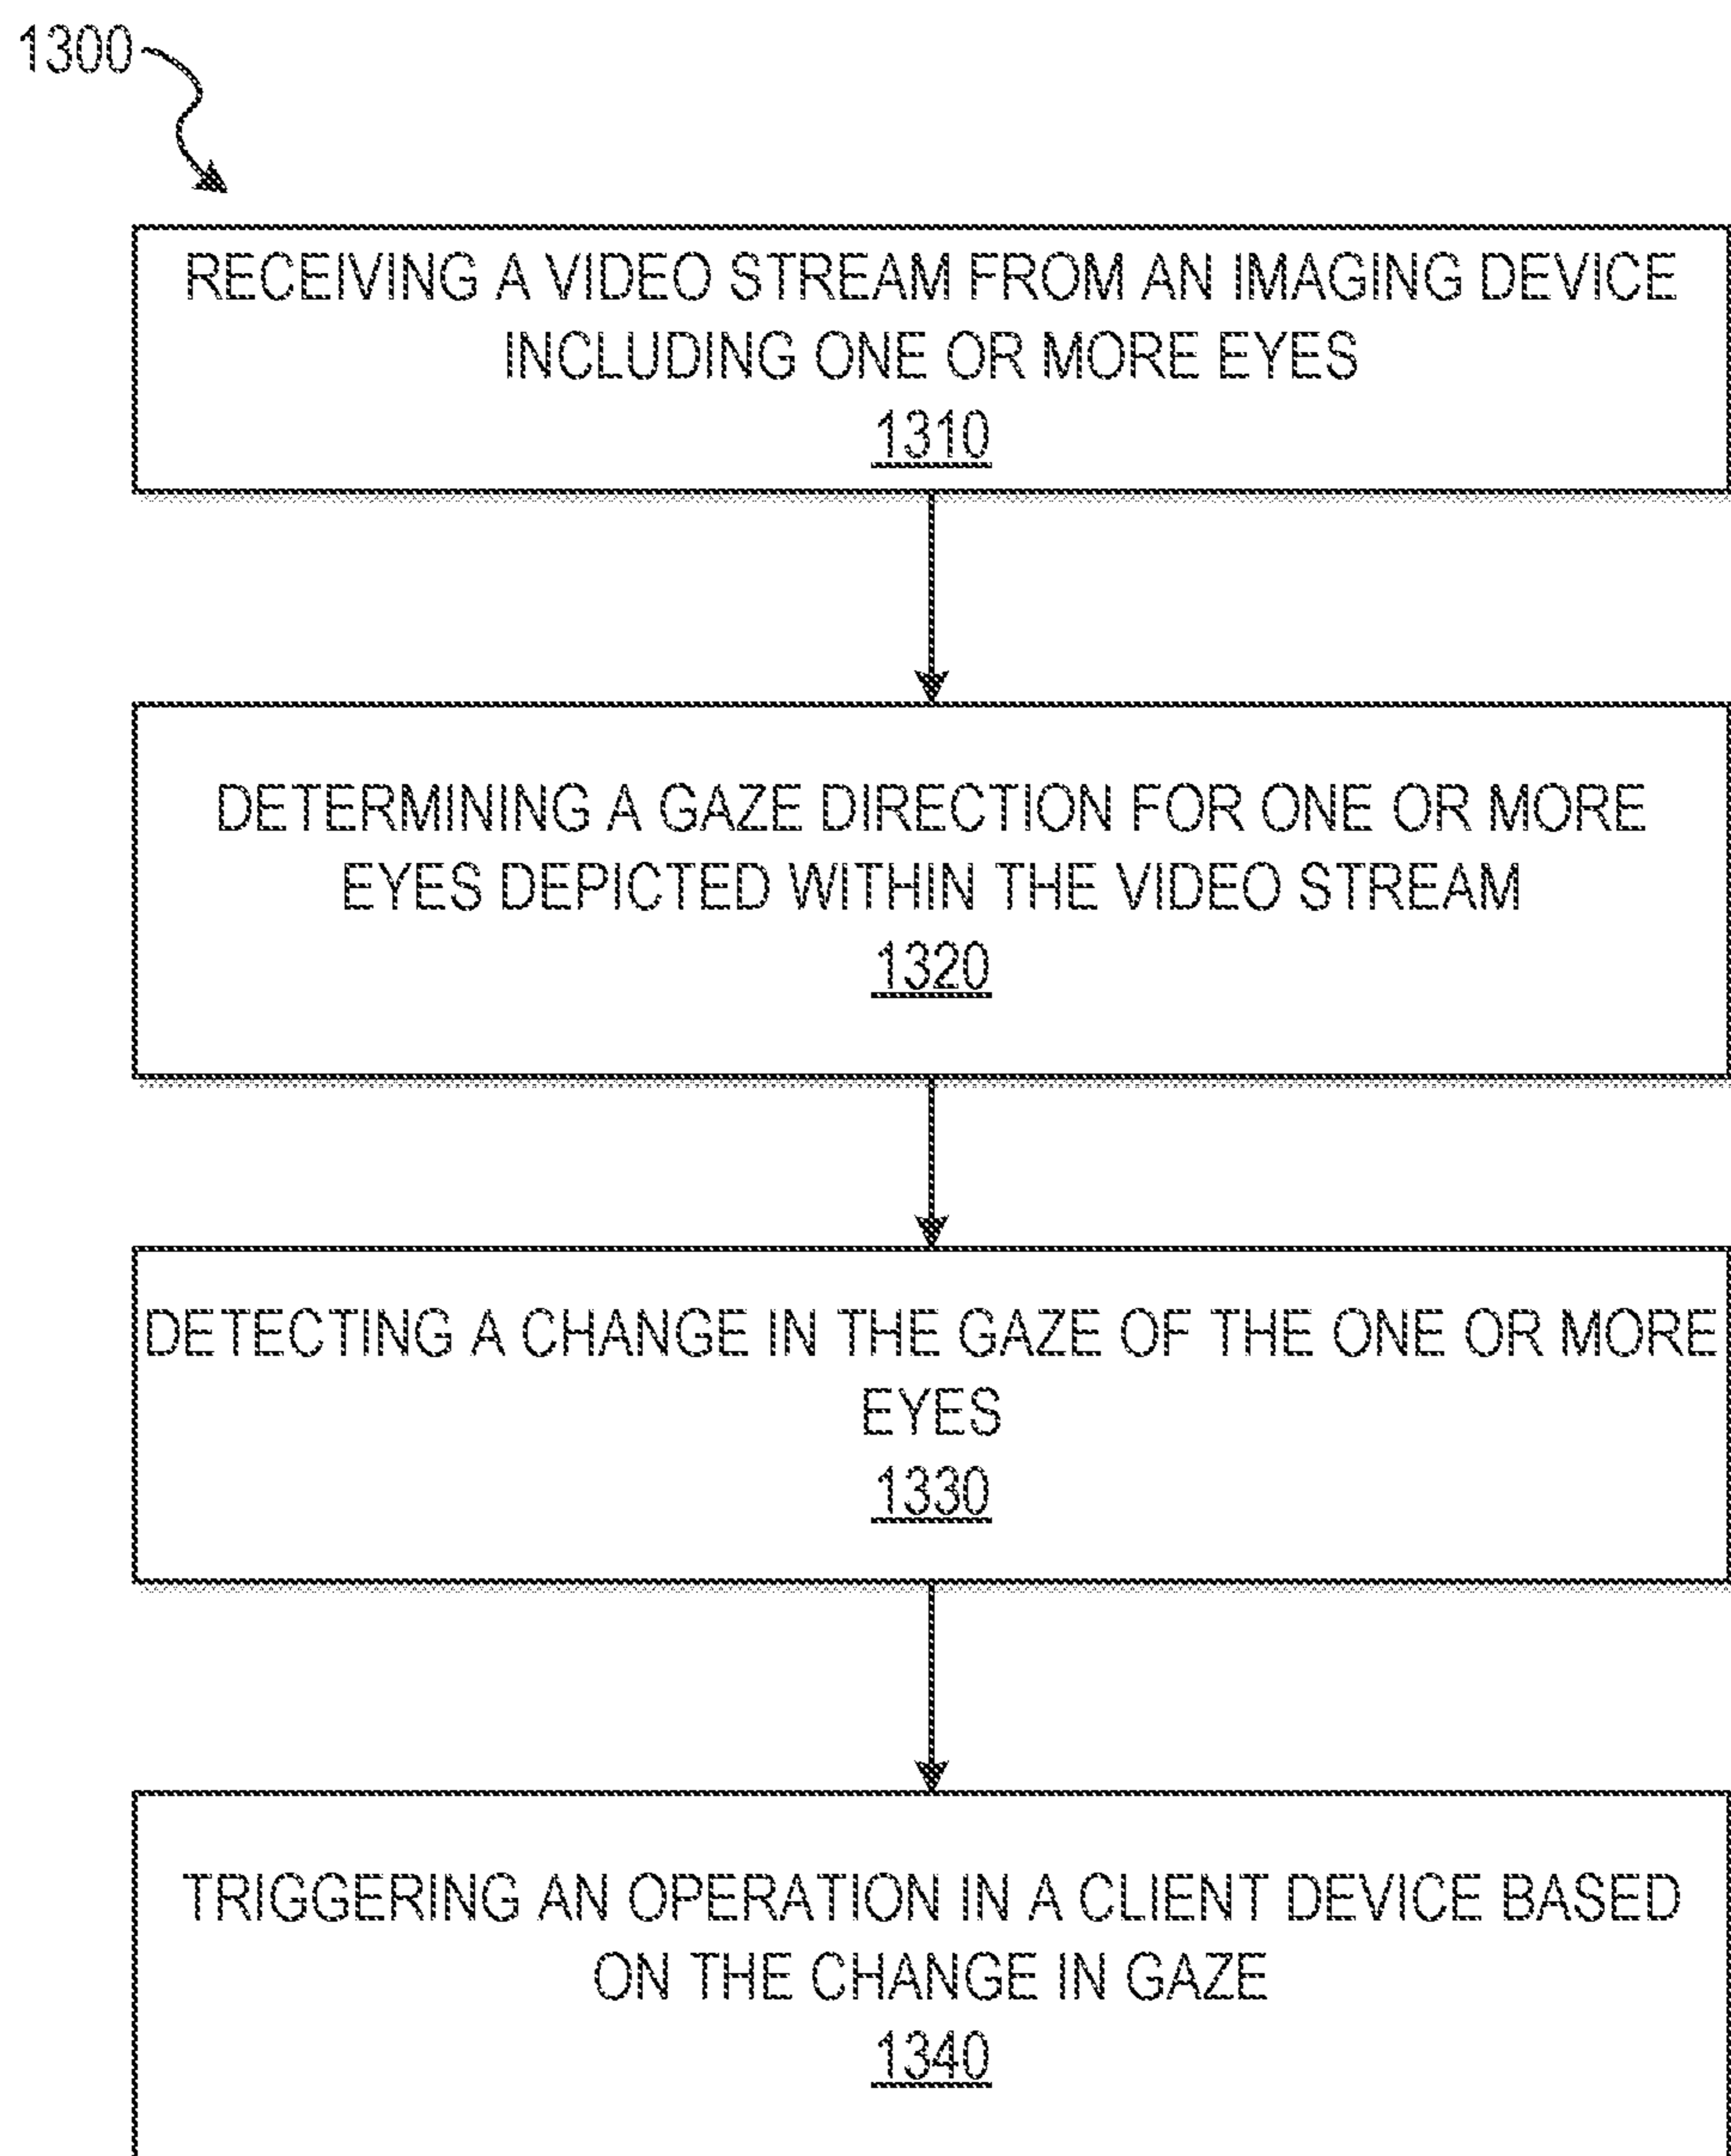 1300
RECEIVING A VIDEO STREAM FROM AN IMAGING DEVICE
INCLUDING ONE OR MORE EYES
1310
DETERMINING A GAZE DIRECTION FOR ONE OR MORE
EYES DEPICTED WITHIN THE VIDEO STREAM
1320
DETECTING A CHANGE IN THE GAZE OF THE ONE OR MORE
EYES
1330
TRIGGERING AN OPERATION IN A CLIENT DEVICE BASED
ON THE CHANGE IN GAZE
1340